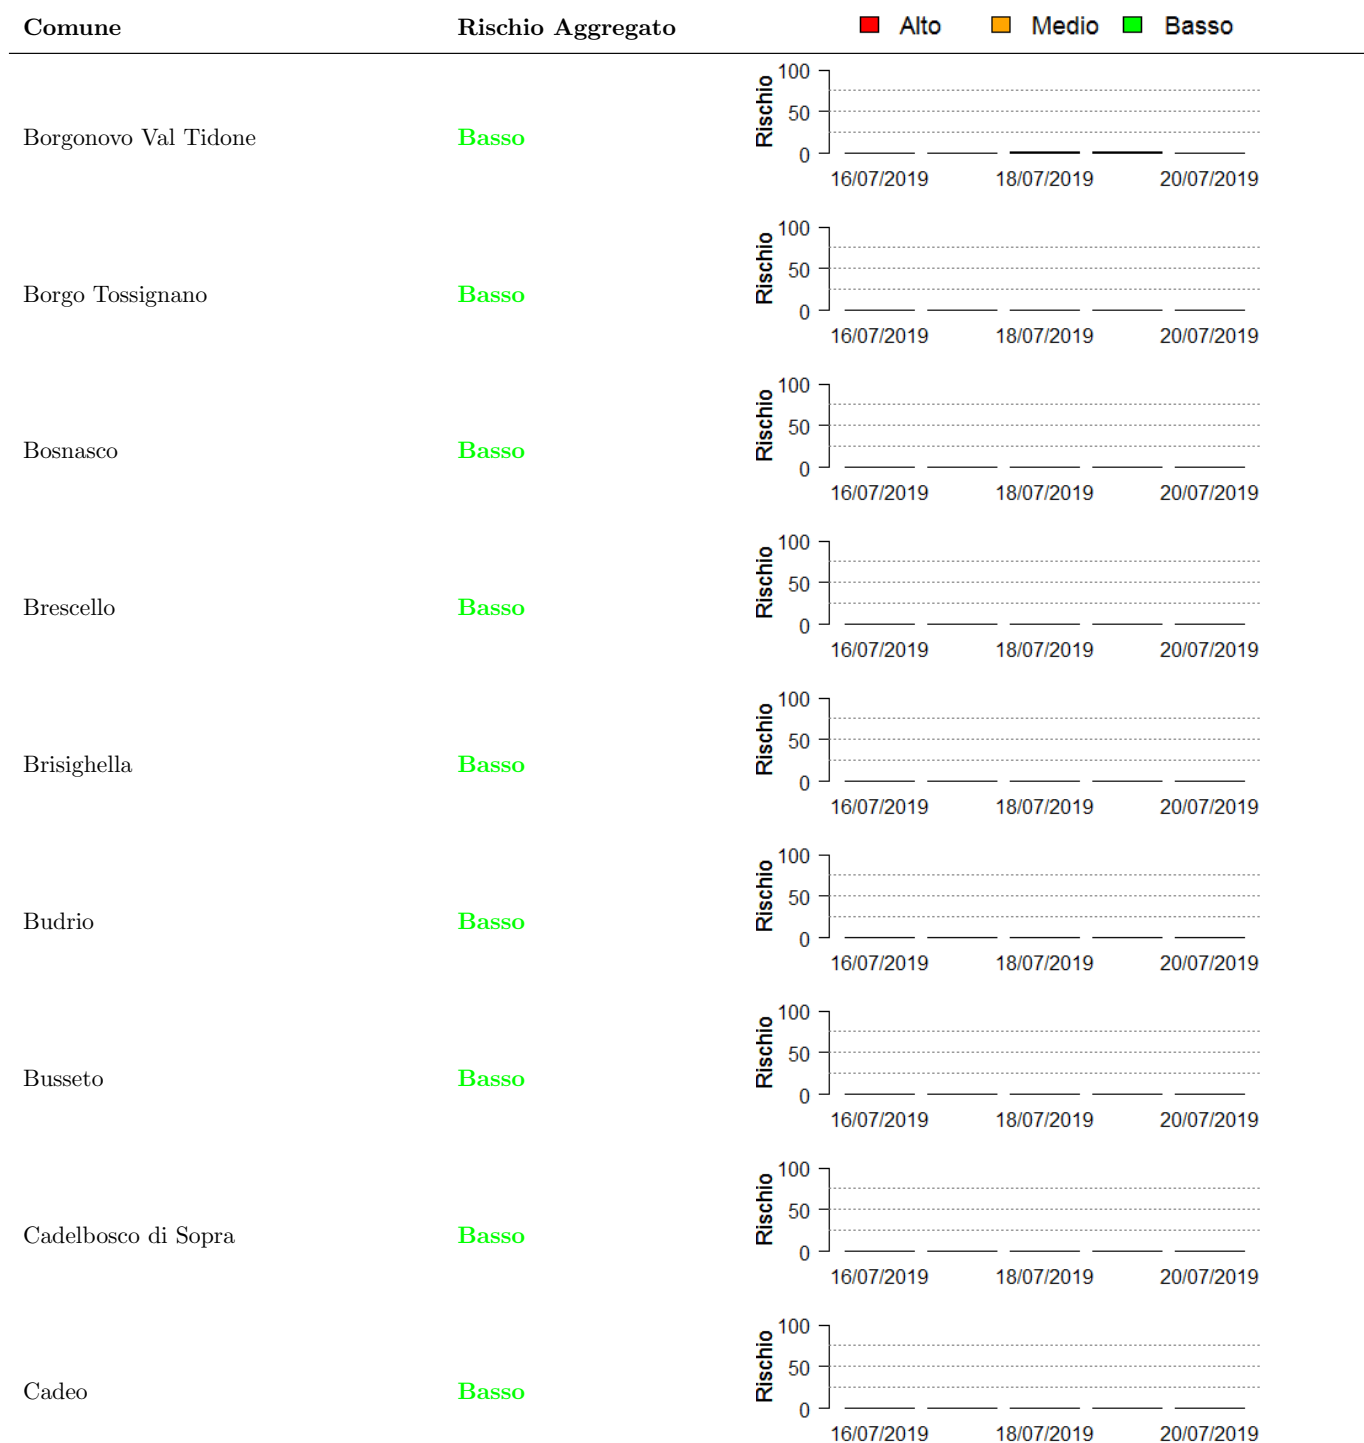 Comune Rischio Aggregato Alto Medio Basso
100
50
0
Rischio
Borgonovo Val Tidone Basso
16/07/2019 18/07/2019 20/07/2019
100
50
0
Rischio
Borgo Tossignano Basso
16/07/2019 18/07/2019 20/07/2019
100
50
0
Rischio
Bosnasco Basso
16/07/2019 18/07/2019 20/07/2019
100
50
0
Rischio
Brescello Basso
16/07/2019 18/07/2019 20/07/2019
100
50
0
Rischio
Brisighella Basso
16/07/2019 18/07/2019 20/07/2019
100
50
0
Rischio
Budrio Basso
16/07/2019 18/07/2019 20/07/2019
100
50
0
Rischio
Busseto Basso
16/07/2019 18/07/2019 20/07/2019
100
50
0
Rischio
Cadelbosco di Sopra Basso
16/07/2019 18/07/2019 20/07/2019
100
50
0
Rischio
Cadeo Basso
16/07/2019 18/07/2019 20/07/2019